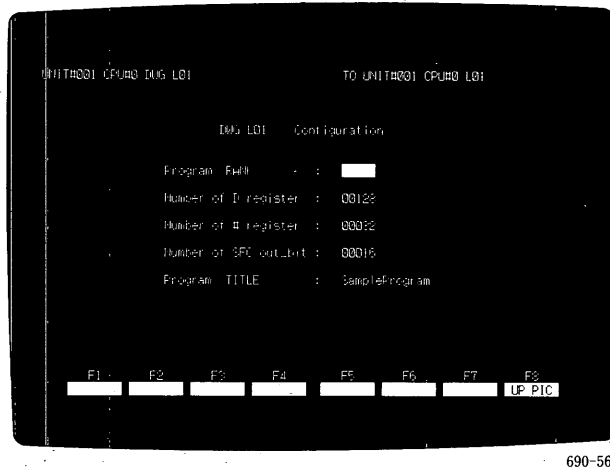 UNIT#001 CPU#0 DWG L01 TO UNIT#001 CPU#0 L01
DWG L01 Configuration
Program :
Number of D register : 00128
Number of # register : 00032
Number of SFC out_bit : 00016
Program TITLE : SampleProgram
F1 F2 F3 F4 F5 F6 F7 F8
UP PIC
690-56